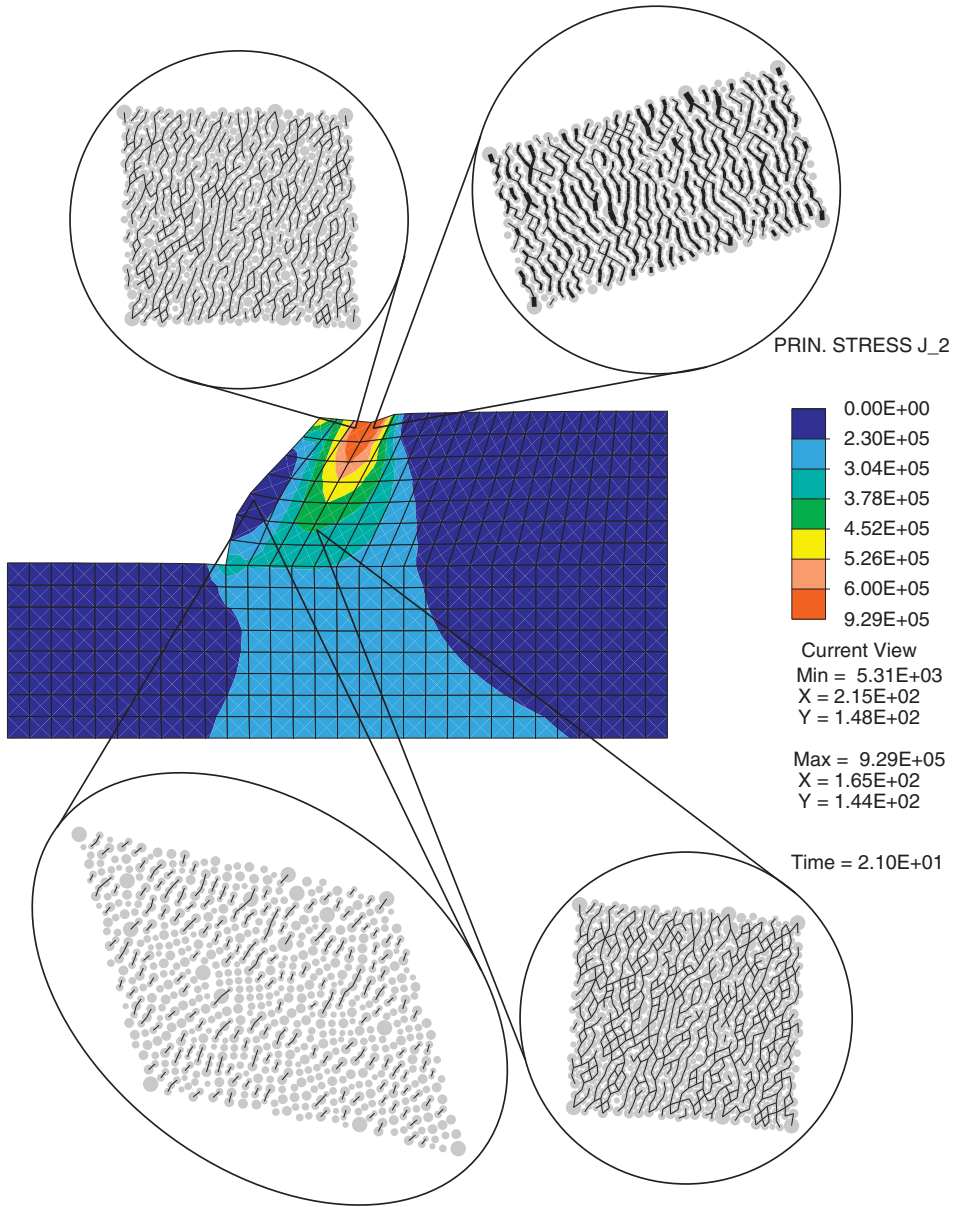 PRIN. STRESS J_2
0.00E+00
2.30E+05
3.04E+05
3.78E+05
4.52E+05
5.26E+05
6.00E+05
9.29E+05
Current View
Min = 5.31E+03
X = 2.15E+02
Y = 1.48E+02
Max = 9.29E+05
X = 1.65E+02
Y = 1.44E+02
Time = 2.10E+01